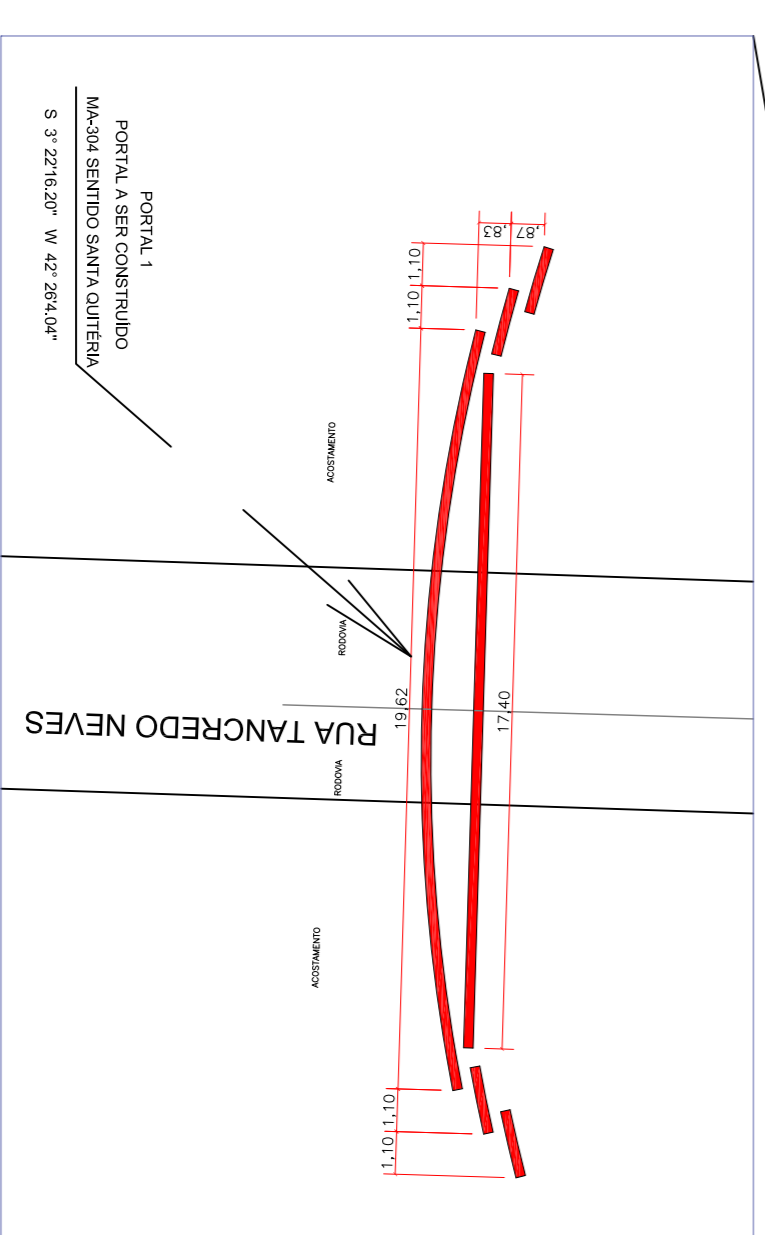 PORTAL 1
PORTAL A SER CONSTRUÍDO
MA-304 SENTIDO SANTA QUITÉRIA
S 3° 22'16.20" W 42° 26'4.04"
,83
,87
1,10
1,10
ACOSTAMENTO
RODOVIA
19,62
17,40
RUA TANCREDO NEVES
RODOVIA
ACOSTAMENTO
1,10
1,10